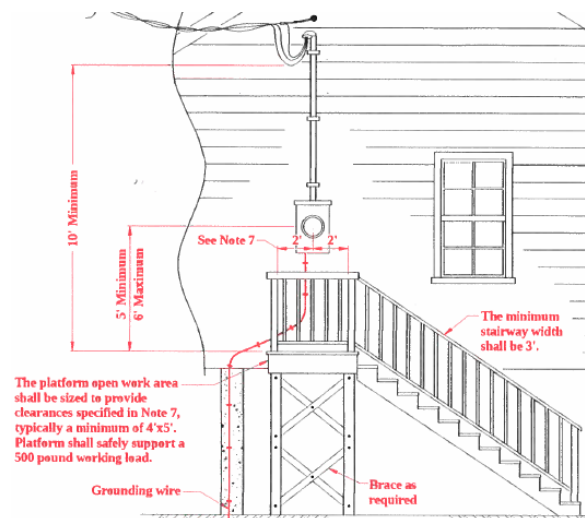 10' Minimum
5' Minimum
6' Maximum
See Note 7
2'
2'
The minimum
stairway width
shall be 3'.
The platform open work area
shall be sized to provide
clearances specified in Note 7,
typically a minimum of 4'x5'.
Platform shall safely support a
500 pound working load.
Grounding wire
Brace as
required